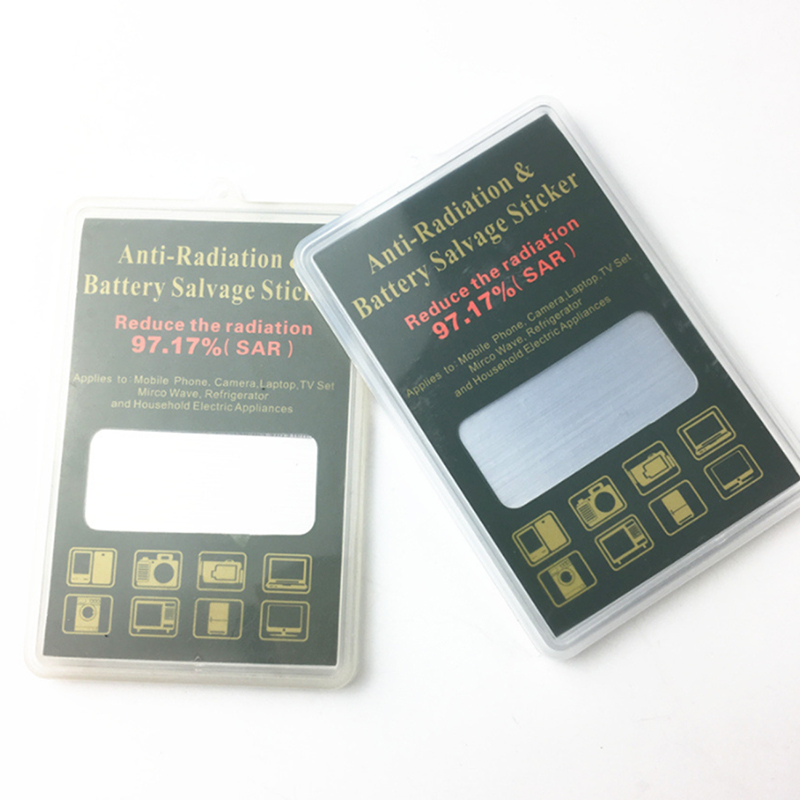 Anti-Radiation &
Battery Salvage
Reduce the radiation
97.17%( SAR )
Applies to: Mobile Phone, Camera,Laptop,TV Set
Mirco Wave, Refrigerator
and Household Electric Appliances
Anti-Radiation &
Battery Salvage Sticker
Reduce the radiation
97.17%( SAR )
Applies to: Mobile Phone, Camera,Laptop,TV Set
Mirco Wave, Refrigerator
and Household Electric Appliances